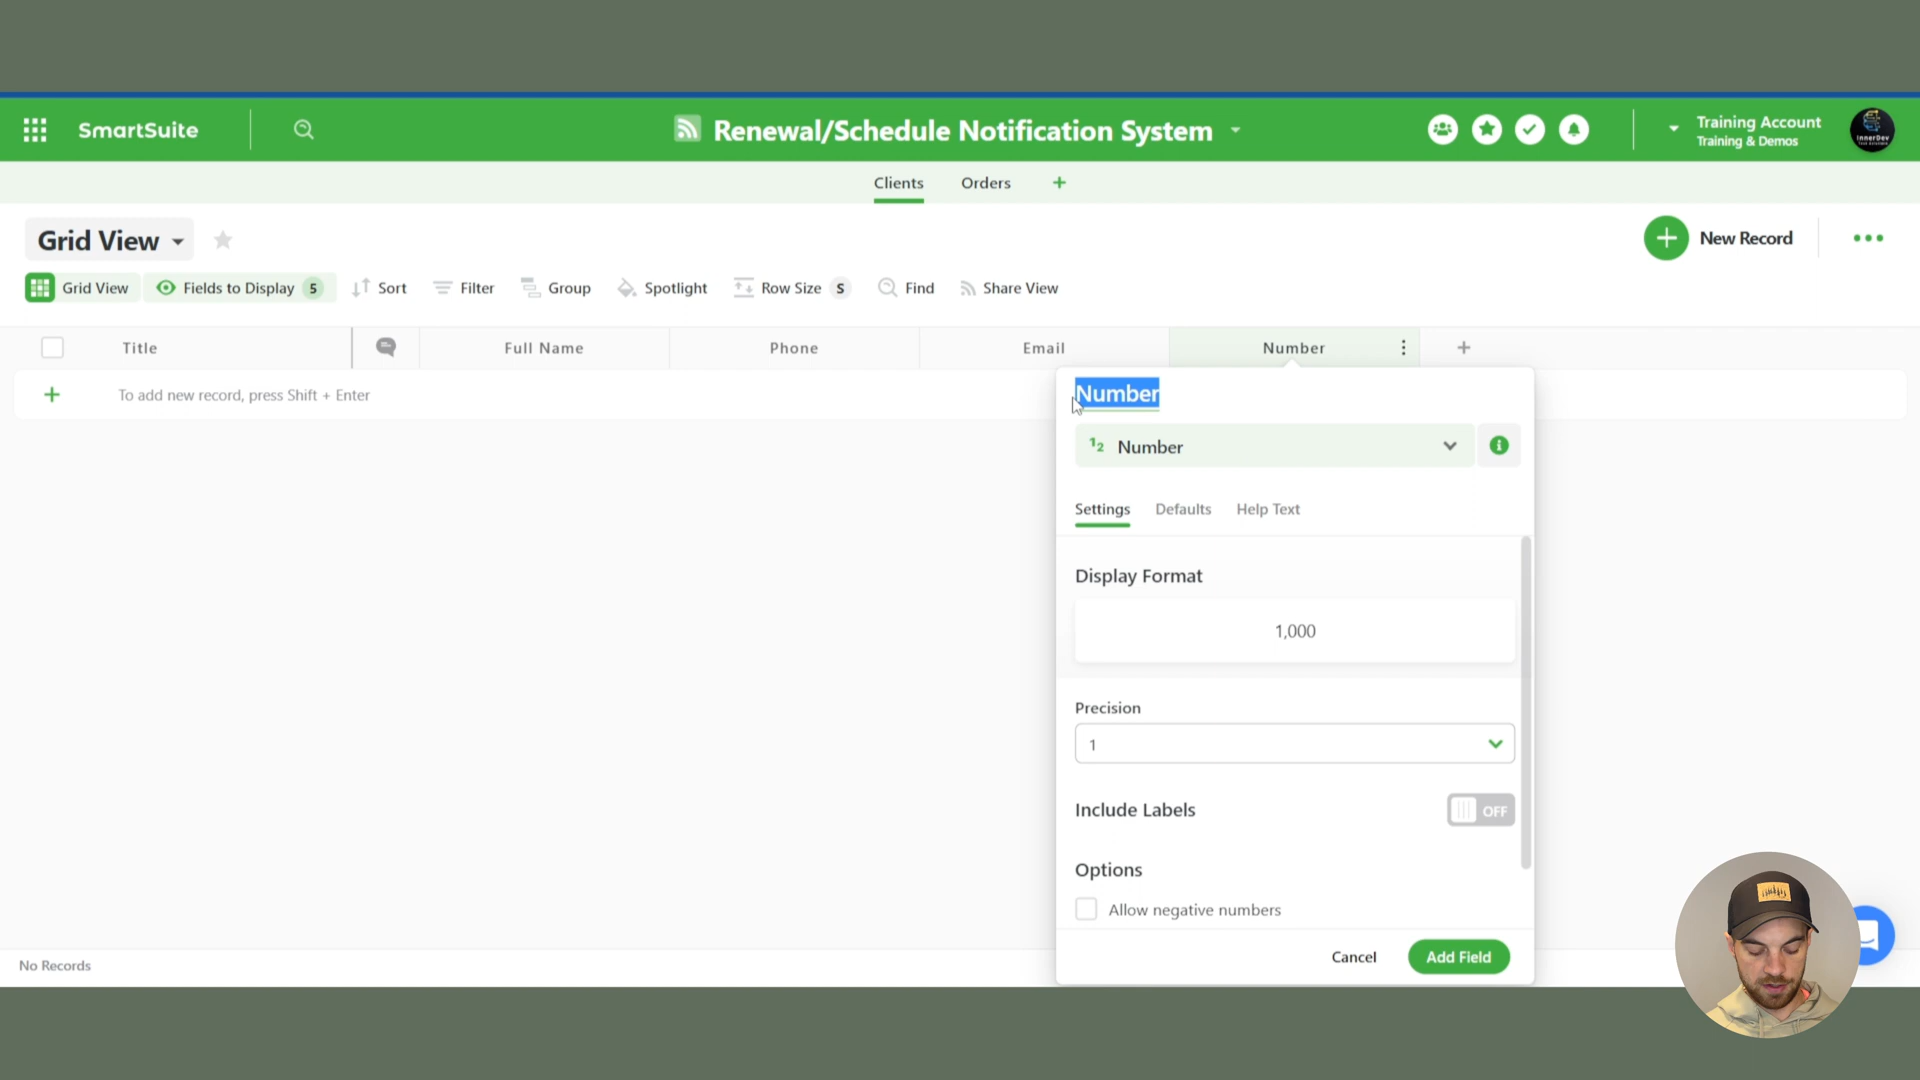 SmartSuite
Renewal/Schedule Notification System
Training Account
Training & Demos
InnerDev
Clients
Orders
Grid View
New Record
Grid View
Fields to Display 5
Sort
Filter
Group
Spotlight
Row Size S
Find
Share View
Title
Full Name
Phone
Email
Number
To add new record, press Shift + Enter
Number
1 2 Number
Settings
Defaults
Help Text
Display Format
1,000
Precision
1
Include Labels
OFF
Options
Allow negative numbers
Cancel
Add Field
No Records